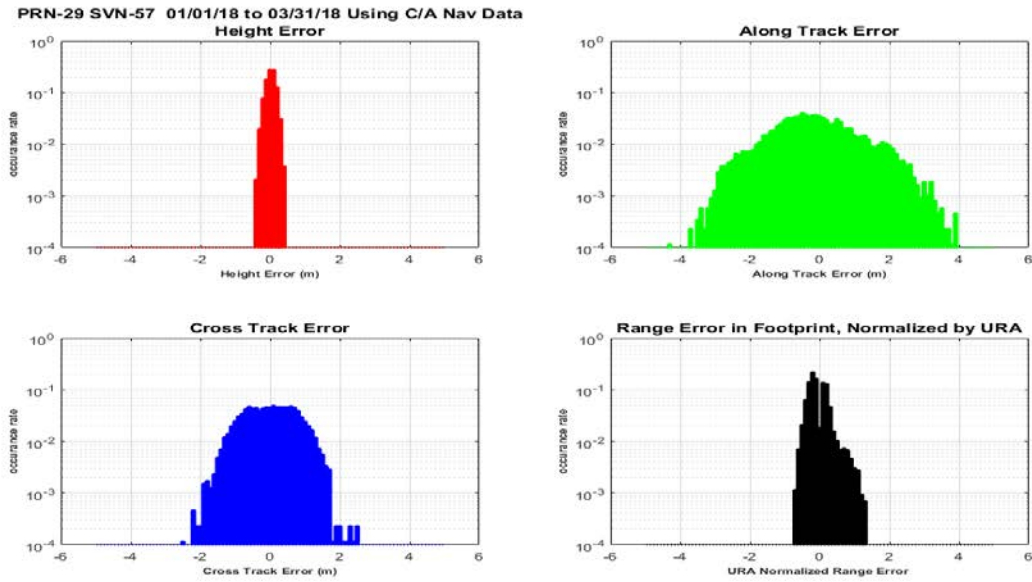 PRN-29 SVN-57 01/01/18 to 03/31/18 Using C/A Nav Data
Height Error
10^0
10^-1
10^-2
10^-3
10^-4
occurance rate
-6 -4 -2 0 2 4 6
Height Error (m)
Along Track Error
10^0
10^-1
10^-2
10^-3
10^-4
occurance rate
-6 -4 -2 0 2 4 6
Along Track Error (m)
Cross Track Error
10^0
10^-1
10^-2
10^-3
10^-4
occurance rate
-6 -4 -2 0 2 4 6
Cross Track Error (m)
Range Error in Footprint, Normalized by URA
10^0
10^-1
10^-2
10^-3
10^-4
occurance rate
-6 -4 -2 0 2 4 6
URA Normalized Range Error